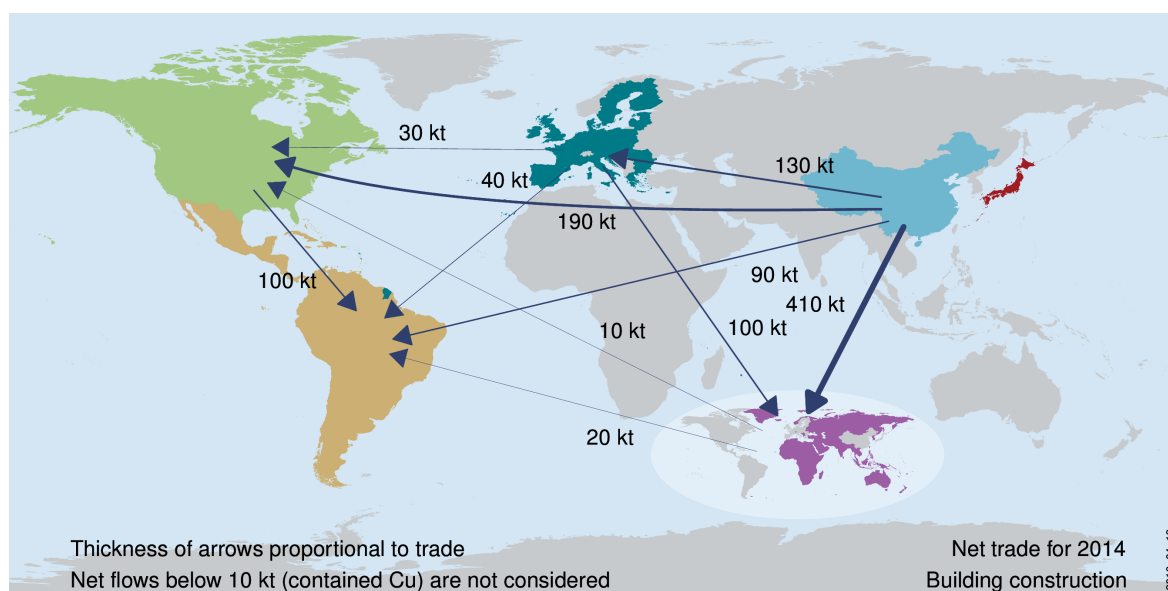 30 kt
40 kt
130 kt
190 kt
90 kt
100 kt
410 kt
10 kt
100 kt
20 kt
Thickness of arrows proportional to trade
Net flows below 10 kt (contained Cu) are not considered
Net trade for 2014
Building construction